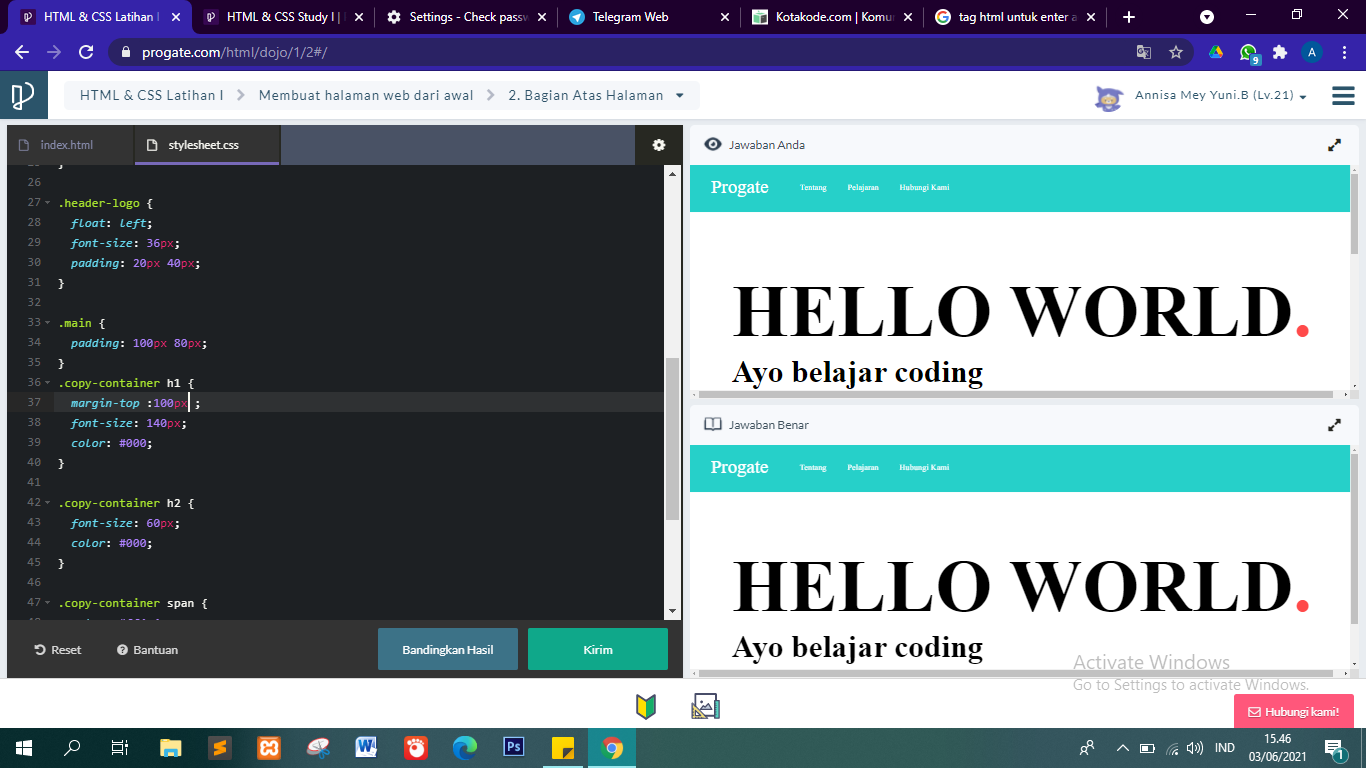 HTML & CSS Latihan I
HTML & CSS Study I |
Settings - Check passw
Telegram Web
Kotakode.com | Komu
tag html untuk enter a
progate.com/html/dojo/1/2#/
A
9
HTML & CSS Latihan I
Membuat halaman web dari awal
2. Bagian Atas Halaman
Annisa Mey Yuni.B (Lv.21)
index.html
stylesheet.css
26
27 .header-logo {
28 float: left;
29 font-size: 36px;
30 padding: 20px 40px;
31 }
32
33 .main {
34 padding: 100px 80px;
35 }
36 .copy-container h1 {
37 margin-top :100px ;
38 font-size: 140px;
39 color: #000;
40 }
41
42 .copy-container h2 {
43 font-size: 60px;
44 color: #000;
45 }
46
47 .copy-container span {
Reset
Bantuan
Bandingkan Hasil
Kirim
Jawaban Anda
Progate
Tentang
Pelajaran
Hubungi Kami
HELLO WORLD.
Ayo belajar coding
Jawaban Benar
Progate
Tentang
Pelajaran
Hubungi Kami
HELLO WORLD.
Ayo belajar coding
Activate Windows
Go to Settings to activate Windows.
Hubungi kami!
IND
15.46
03/06/2021
1